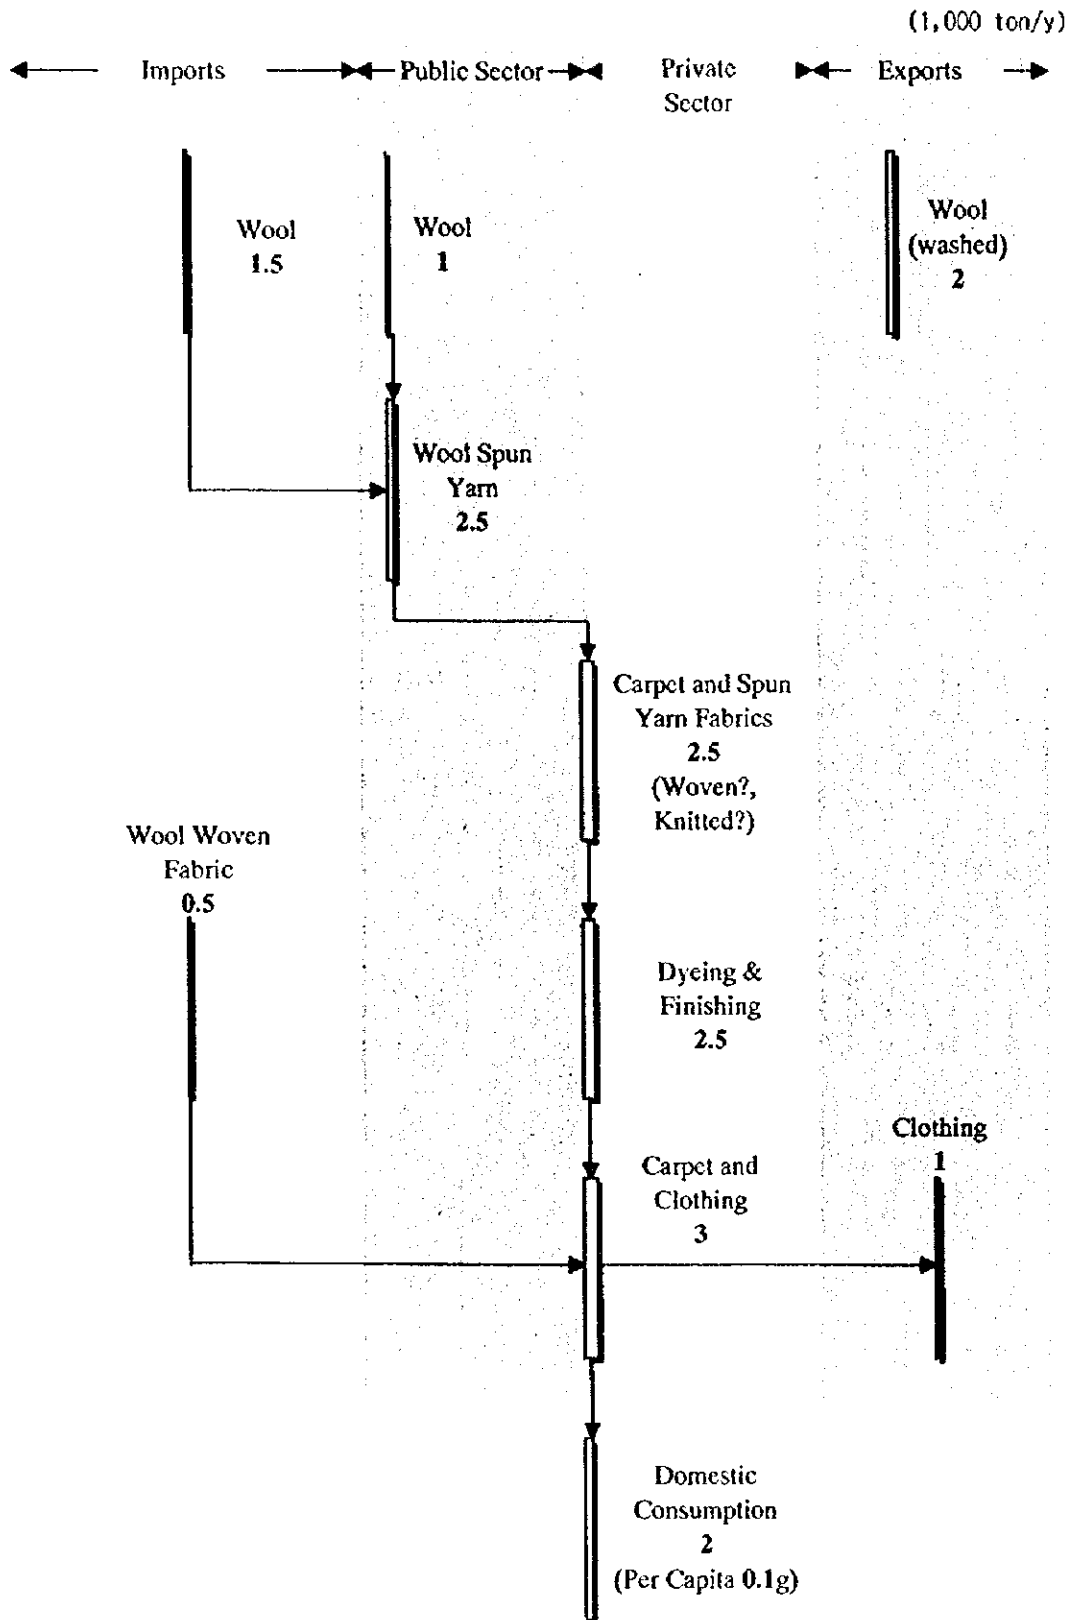 (1,000 ton/y)
Imports
Public Sector
Private
Sector
Exports
Wool
1.5
Wool
1
Wool
(washed)
2
Wool Spun
Yarn
2.5
Carpet and Spun
Yarn Fabrics
2.5
(Woven?,
Knitted?)
Wool Woven
Fabric
0.5
Dyeing &
Finishing
2.5
Clothing
1
Carpet and
Clothing
3
Domestic
Consumption
2
(Per Capita 0.1g)